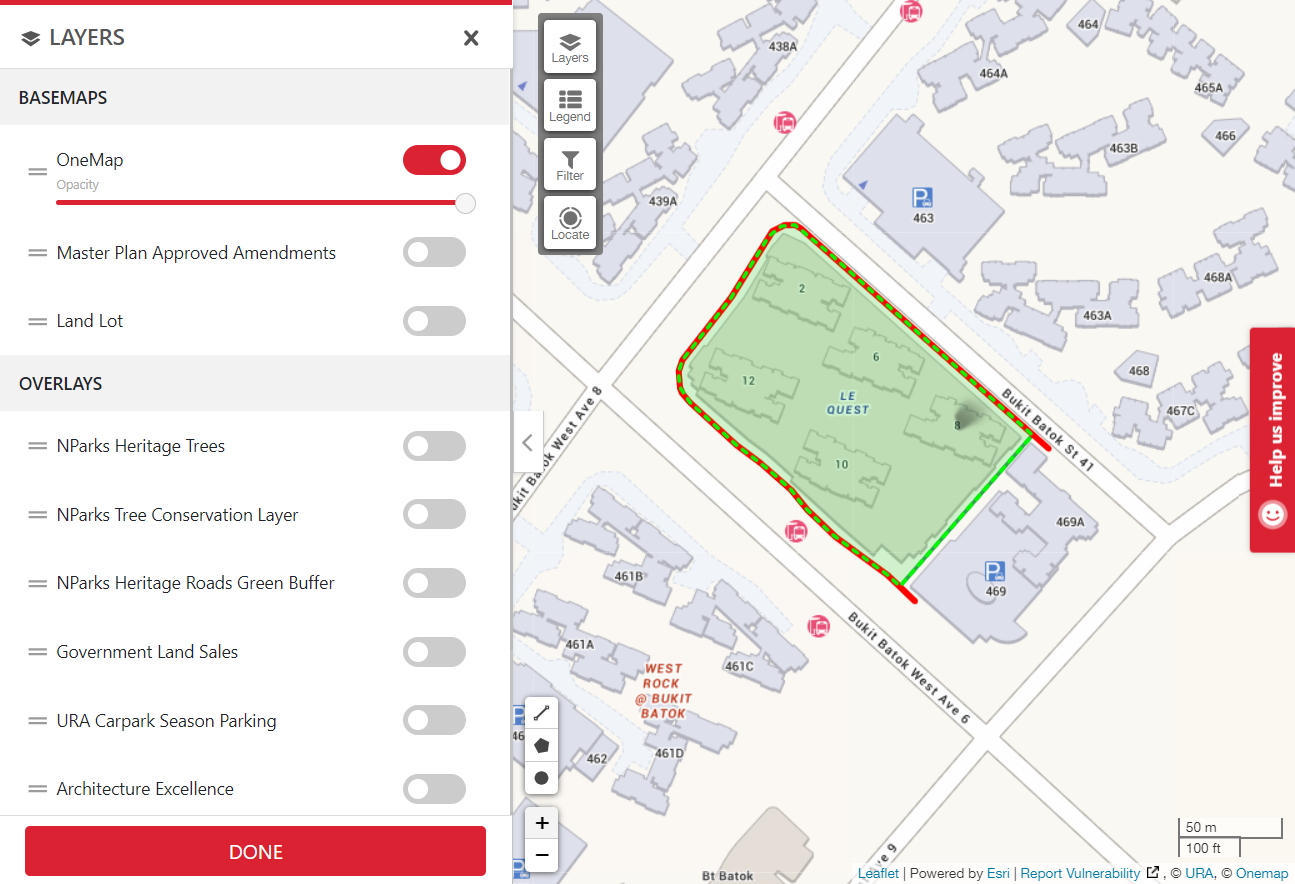 LAYERS
BASEMAPS
OneMap
Opacity
Master Plan Approved Amendments
Land Lot
OVERLAYS
NParks Heritage Trees
NParks Tree Conservation Layer
NParks Heritage Roads Green Buffer
Government Land Sales
URA Carpark Season Parking
Architecture Excellence
DONE
Layers
Legend
Filter
Locate
438A
464
464A
465A
466
463B
439A
463
468A
463A
468
467C
2
6
12
LE
QUEST
8
10
Bukit Batok St 41
Bukit Batok West Ave 8
469A
469
461B
461A
461C
Bukit Batok West Ave 6
WEST
ROCK
@ BUKIT
BATOK
461D
462
Bt Batok
Help us improve
+
−
50 m
100 ft
Leaflet | Powered by Esri | Report Vulnerability , © URA, © Onemap